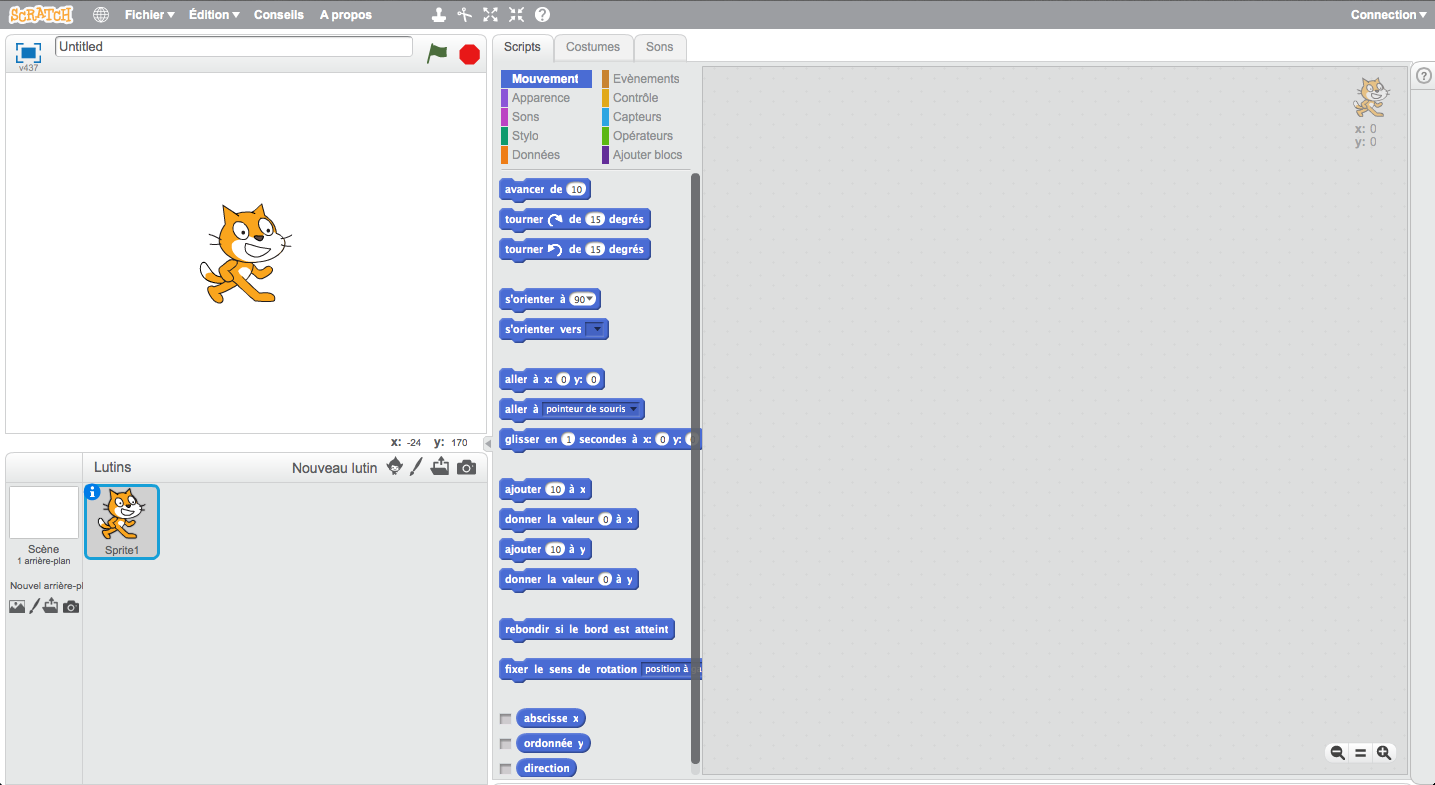 SCRATCH Fichier Édition Conseils A propos ? Connection
v437 Untitled
Scripts Costumes Sons
Mouvement Evènements
Apparence Contrôle
Sons Capteurs
Stylo Opérateurs
Données Ajouter blocs
x: 0
y: 0
?
avancer de 10
tourner de 15 degrés
tourner de 15 degrés
s'orienter à 90
s'orienter vers
aller à x: 0 y: 0
aller à pointeur de souris
glisser en 1 secondes à x: 0 y:
ajouter 10 à x
donner la valeur 0 à x
ajouter 10 à y
donner la valeur 0 à y
rebondir si le bord est atteint
fixer le sens de rotation position à
abscisse x
ordonnée y
direction
x: -24 y: 170
Lutins Nouveau lutin
Scène
1 arrière-plan
Nouvel arrière-pl
i
Sprite1